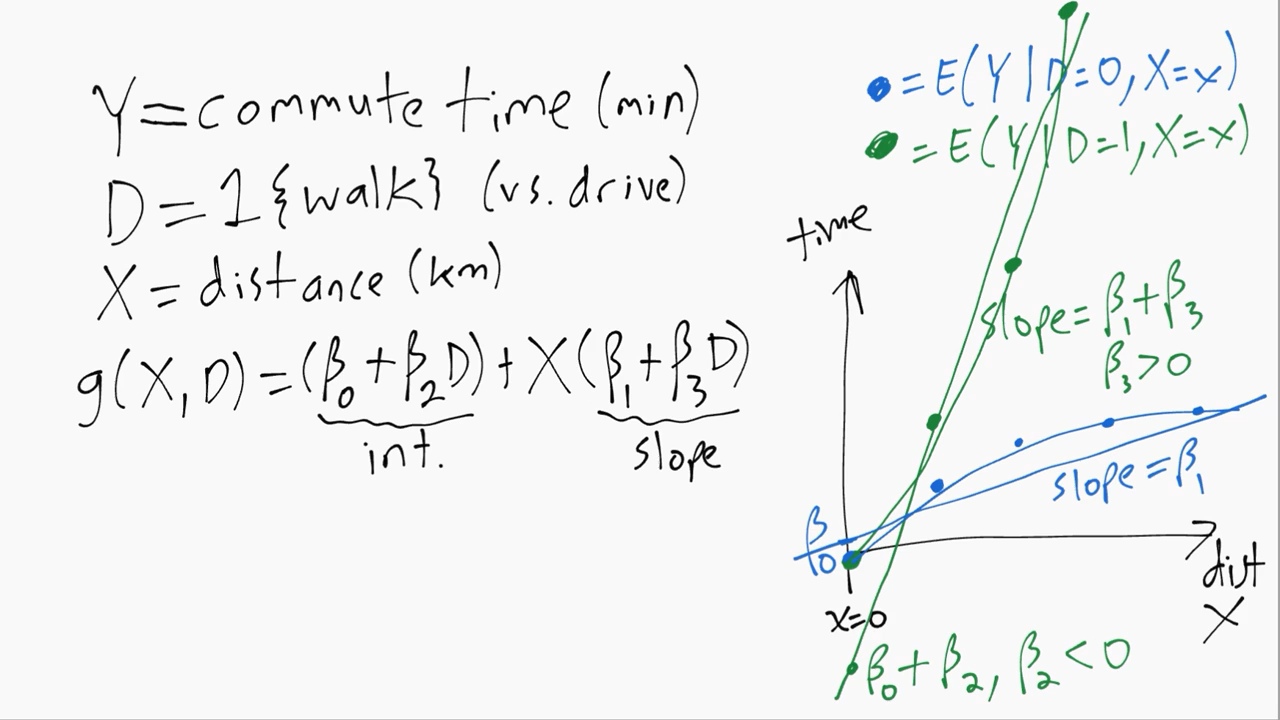 Y = commute time (min)
D = 1{walk} (vs. drive)
X = distance (km)
g(X, D) = (β₀ + β₂D) + X(β₁ + β₃D)
int. slope
= E(Y | D=0, X=x)
= E(Y | D=1, X=x)
time
slope = β₁ + β₃
β₃ > 0
slope = β₁
β₀
dist
X
x=0
β₀ + β₂, β₂ < 0